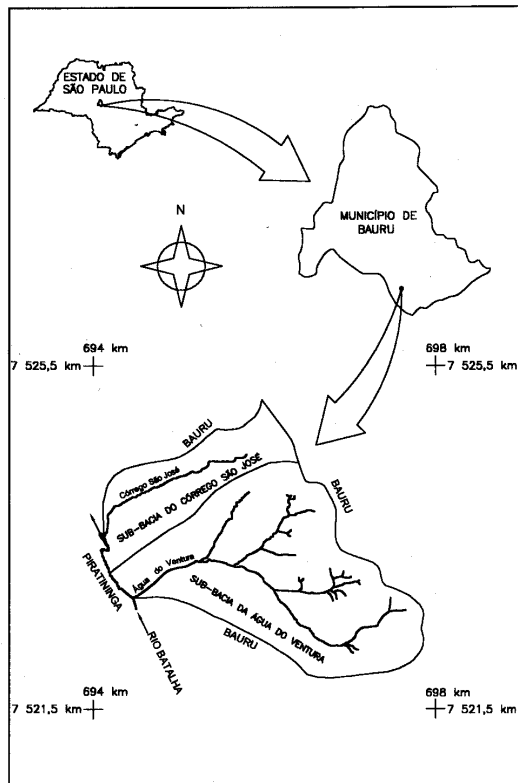 ESTADO DE
SÃO PAULO
N
MUNICÍPIO DE
BAURU
694 km
7 525,5 km
698 km
7 525,5 km
BAURU
Córrego São José
SUB-BACIA DO CÓRREGO SÃO JOSÉ
BAURU
PIRATININGA
Água do Ventura
SUB-BACIA DA ÁGUA DO VENTURA
BAURU
RIO BATALHA
694 km
7 521,5 km
698 km
7 521,5 km